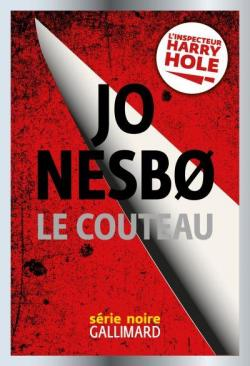 L'INSPECTEUR
HARRY
HOLE
JO
NESBØ
LE COUTEAU
série noire
GALLIMARD